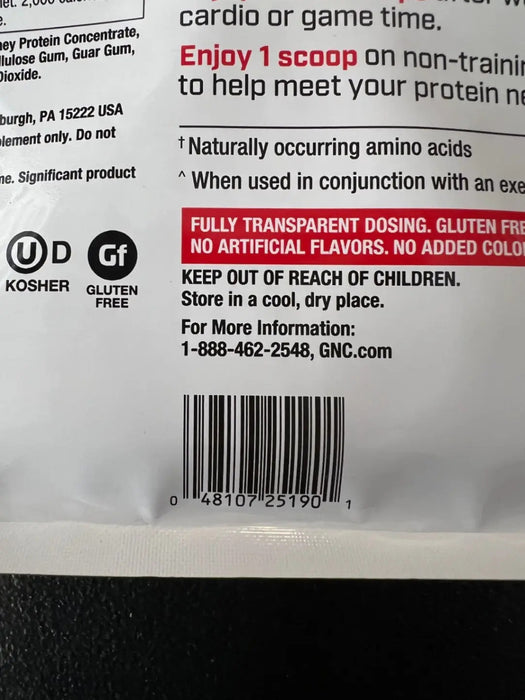 ey Protein Concentrate,
lulose Gum, Guar Gum,
Dioxide.
burgh, PA 15222 USA
lement only. Do not
ne. Significant product
U D Gf
KOSHER GLUTEN FREE
cardio or game time.
Enjoy 1 scoop on non-trainin
to help meet your protein ne
† Naturally occurring amino acids
^ When used in conjunction with an exe
FULLY TRANSPARENT DOSING. GLUTEN FRE
NO ARTIFICIAL FLAVORS. NO ADDED COLO
KEEP OUT OF REACH OF CHILDREN.
Store in a cool, dry place.
For More Information:
1-888-462-2548, GNC.com
0 48107 25190 1